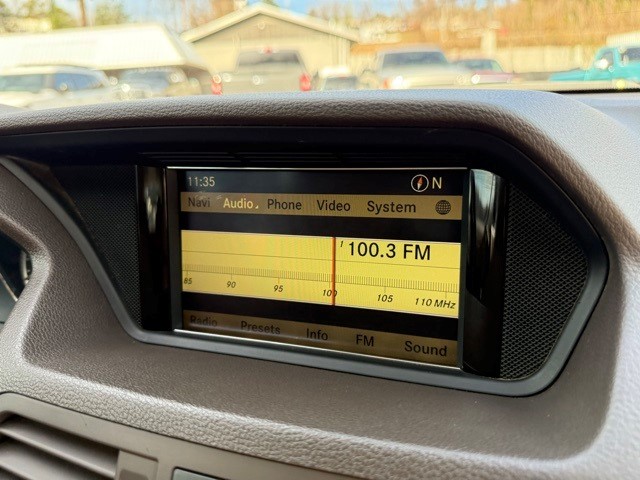 11:35 N
Navi Audio Phone Video System
1 100.3 FM
85 90 95 100 105 110 MHz
Radio Presets Info FM Sound